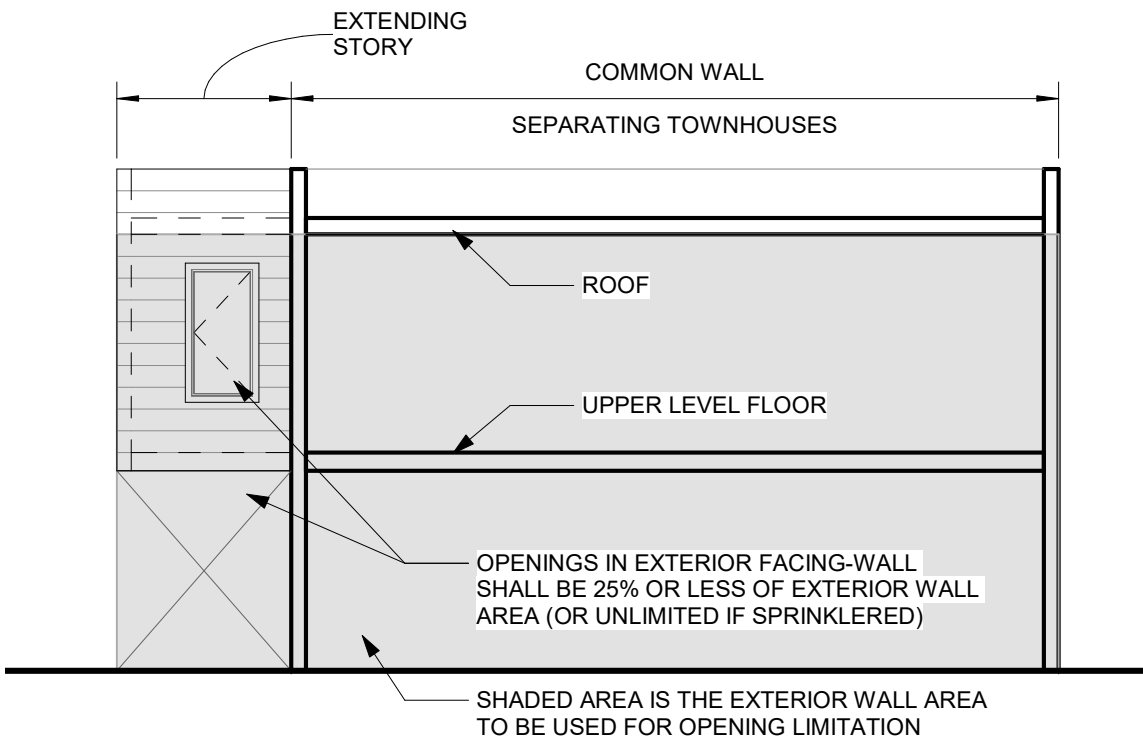 EXTENDING
STORY
COMMON WALL
SEPARATING TOWNHOUSES
ROOF
UPPER LEVEL FLOOR
OPENINGS IN EXTERIOR FACING-WALL
SHALL BE 25% OR LESS OF EXTERIOR WALL
AREA (OR UNLIMITED IF SPRINKLERED)
SHADED AREA IS THE EXTERIOR WALL AREA
TO BE USED FOR OPENING LIMITATION